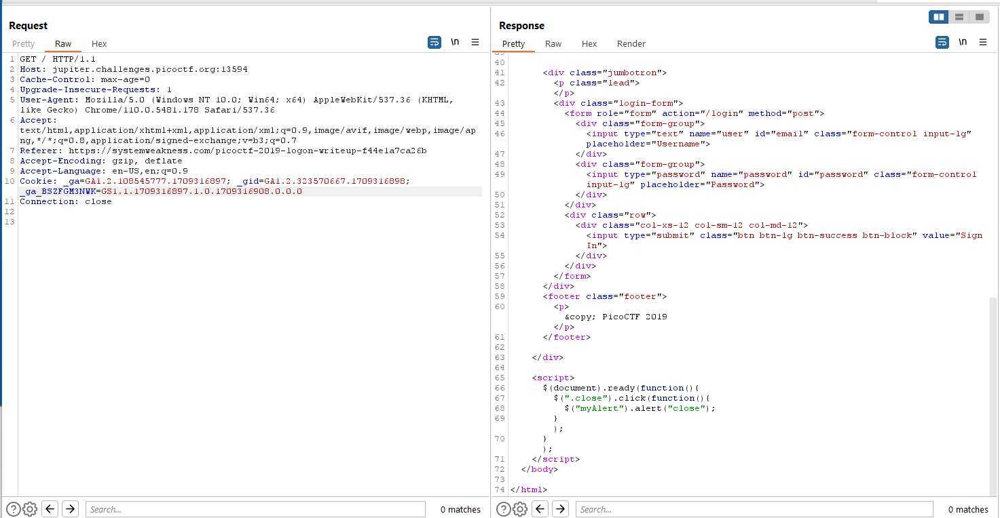 Request
Pretty Raw Hex
\n
1 GET / HTTP/1.1
2 Host: jupiter.challenges.picoctf.org:13594
3 Cache-Control: max-age=0
4 Upgrade-Insecure-Requests: 1
5 User-Agent: Mozilla/5.0 (Windows NT 10.0; Win64; x64) AppleWebKit/537.36 (KHTML,
like Gecko) Chrome/110.0.5481.178 Safari/537.36
6 Accept:
text/html,application/xhtml+xml,application/xml;q=0.9,image/avif,image/webp,image/ap
ng,*/*;q=0.8,application/signed-exchange;v=b3;q=0.7
7 Referer: https://systemweakness.com/picoctf-2019-logon-writeup-f44e1a7ca26b
8 Accept-Encoding: gzip, deflate
9 Accept-Language: en-US,en;q=0.9
10 Cookie: _ga=GA1.2.108545777.1709316897; _gid=GA1.2.323570667.1709316898;
_ga_BSZFGM3NWK=GS1.1.1709316897.1.0.1709316908.0.0.0
11 Connection: close
12
13
? Search... 0 matches
Response
Pretty Raw Hex Render
\n
39
40
41 <div class="jumbotron">
42 <p class="lead">
</p>
43 <div class="login-form">
44 <form role="form" action="/login" method="post">
45 <div class="form-group">
46 <input type="text" name="user" id="email" class="form-control input-lg"
placeholder="Username">
47 </div>
48 <div class="form-group">
49 <input type="password" name="password" id="password" class="form-control
input-lg" placeholder="Password">
50 </div>
51 </div>
52 <div class="row">
53 <div class="col-xs-12 col-sm-12 col-md-12">
54 <input type="submit" class="btn btn-lg btn-success btn-block" value="Sign
In">
55 </div>
56 </div>
57 </form>
58 </div>
59 <footer class="footer">
60 <p>
&copy; PicoCTF 2019
</p>
61 </footer>
62
63 </div>
64
65 <script>
66 $(document).ready(function(){
67 $(".close").click(function(){
68 $("myAlert").alert("close");
69 }
);
70 }
);
71 </script>
72 </body>
73
74 </html>
? Search... 0 matches